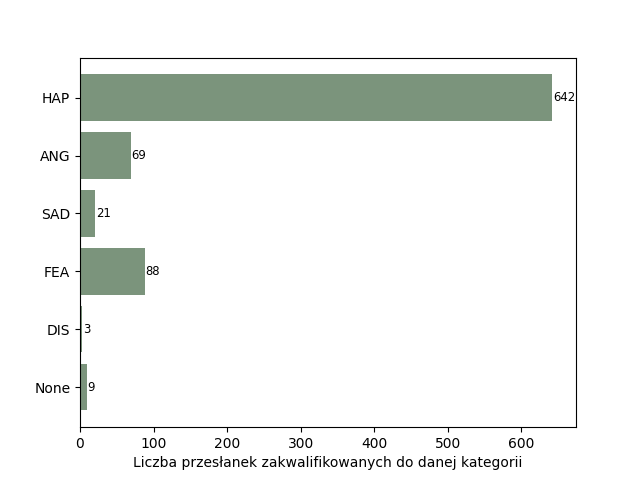 HAP 642
ANG 69
SAD 21
FEA 88
DIS 3
None 9
0 100 200 300 400 500 600
Liczba przesłanek zakwalifikowanych do danej kategorii